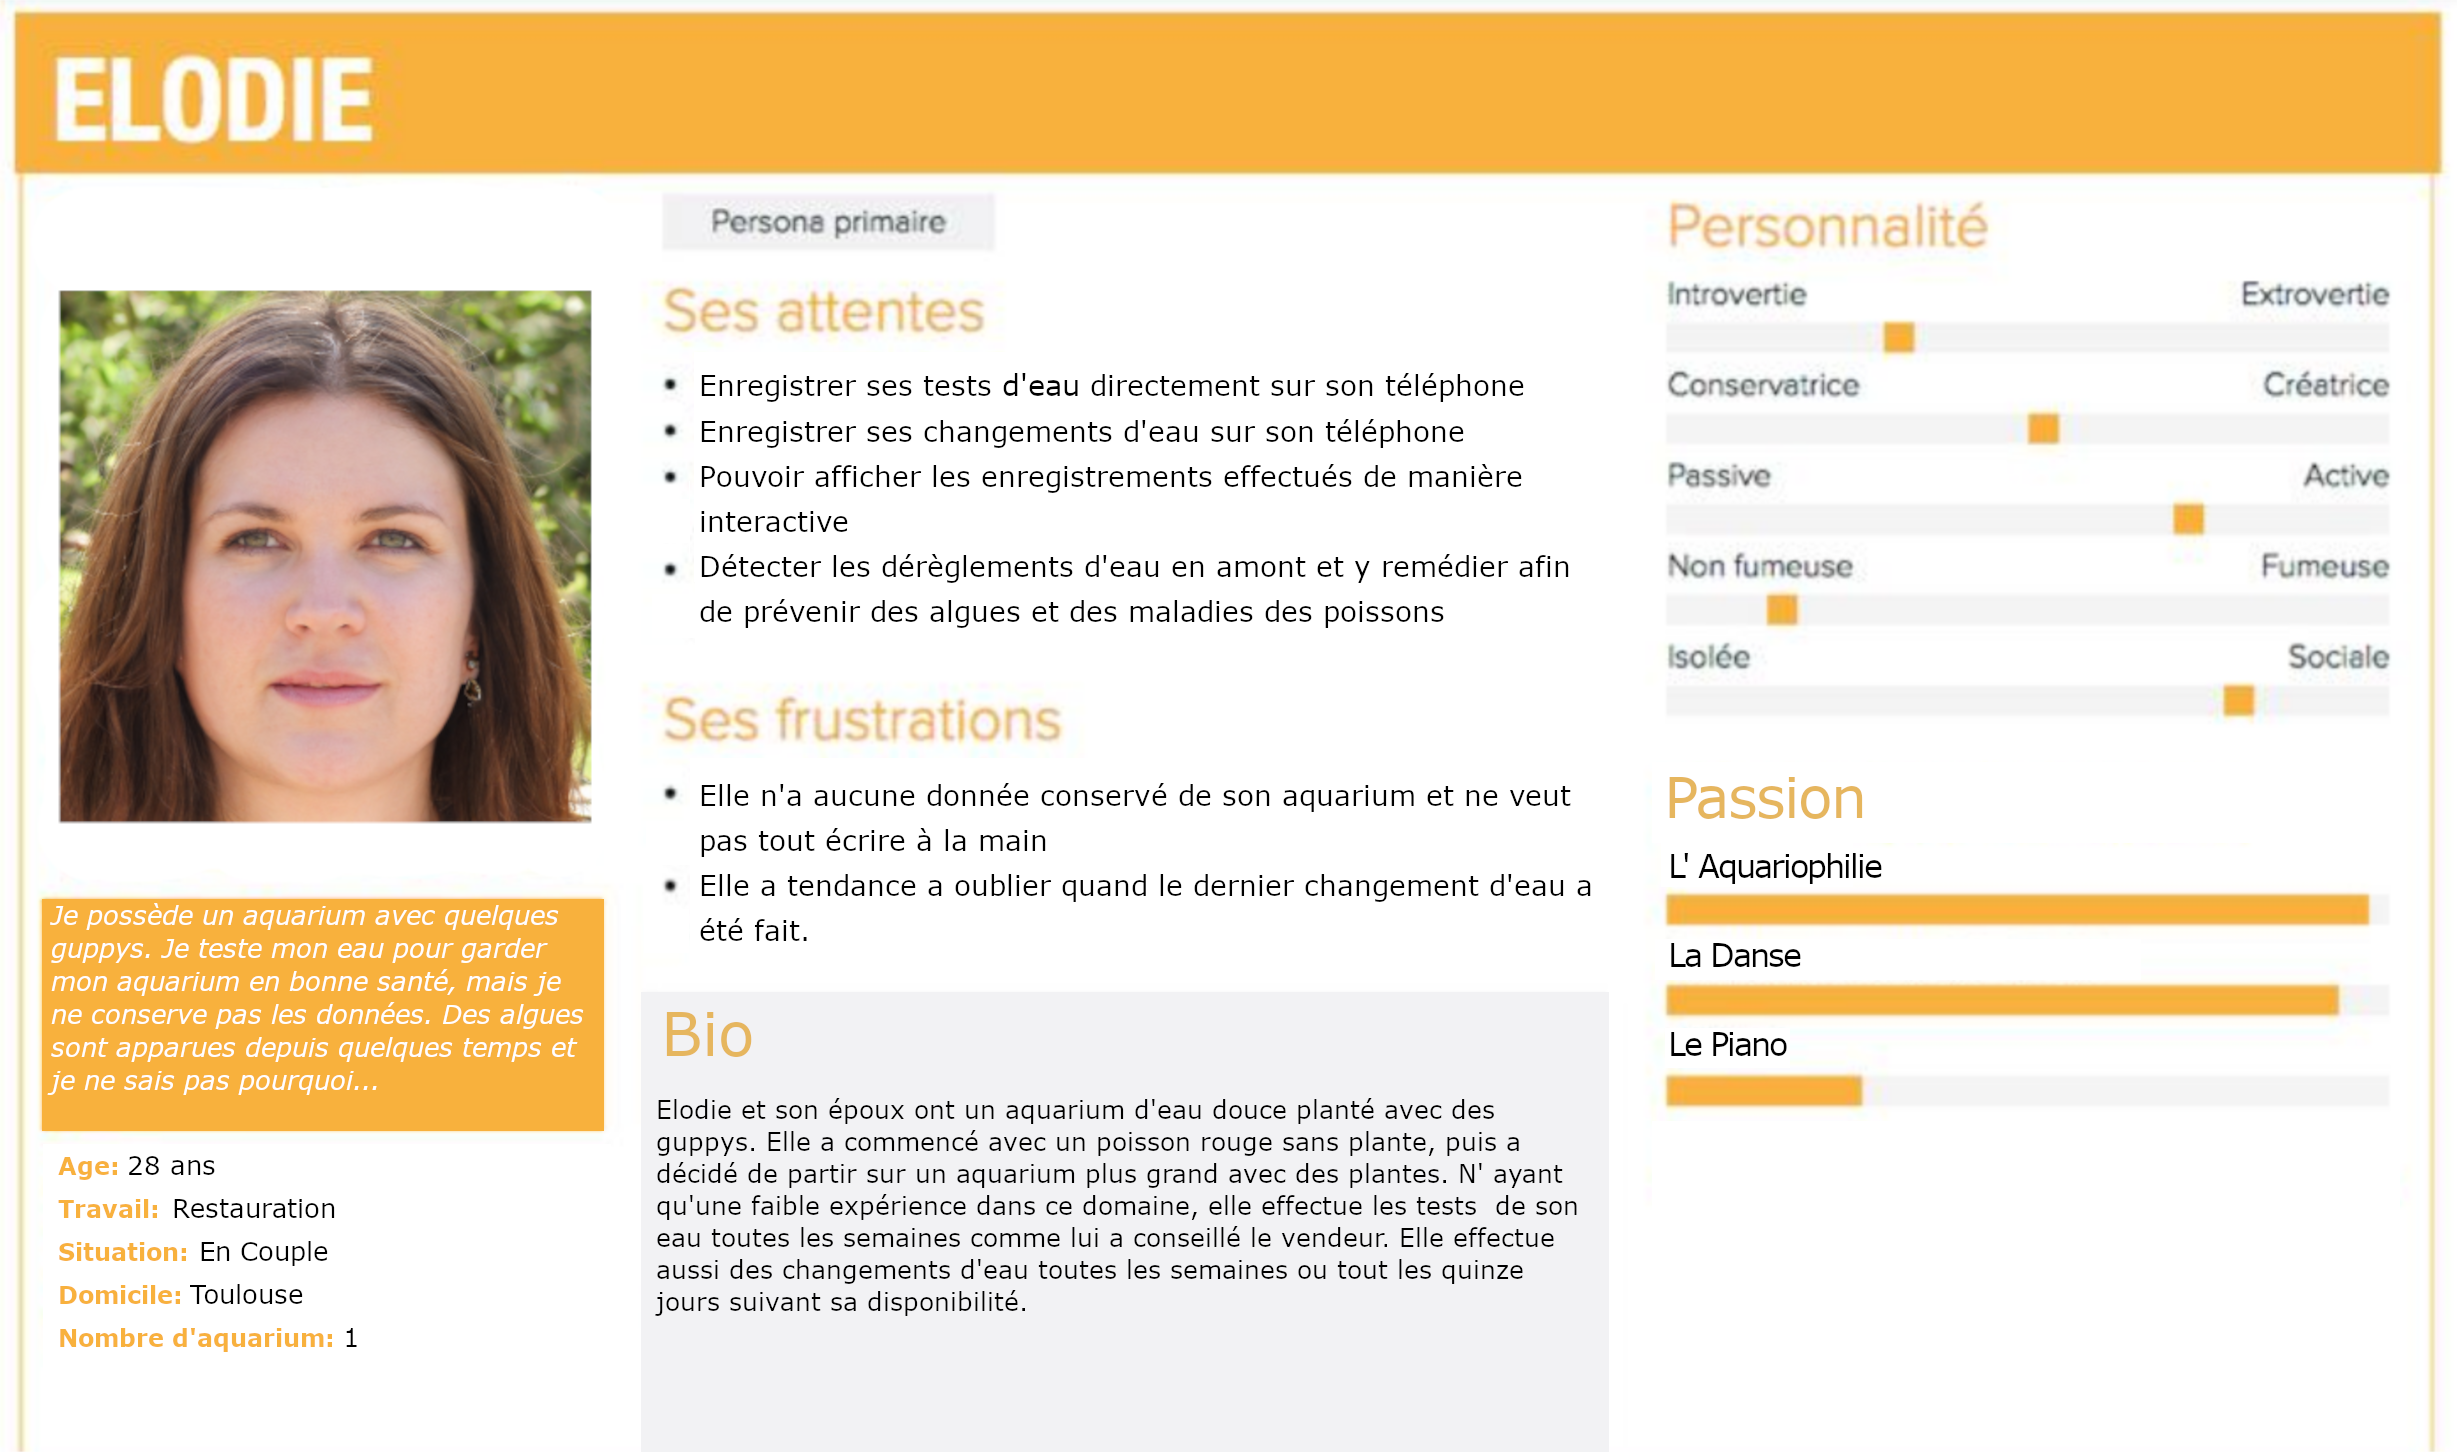 ELODIE
Persona primaire
Ses attentes
Enregistrer ses tests d'eau directement sur son téléphone
Enregistrer ses changements d'eau sur son téléphone
Pouvoir afficher les enregistrements effectués de manière
interactive
Détecter les dérèglements d'eau en amont et y remédier afin
de prévenir des algues et des maladies des poissons
Ses frustrations
Elle n'a aucune donnée conservé de son aquarium et ne veut
pas tout écrire à la main
Elle a tendance a oublier quand le dernier changement d'eau a
été fait.
Je possède un aquarium avec quelques
guppys. Je teste mon eau pour garder
mon aquarium en bonne santé, mais je
ne conserve pas les données. Des algues
sont apparues depuis quelques temps et
je ne sais pas pourquoi...
Age: 28 ans
Travail: Restauration
Situation: En Couple
Domicile: Toulouse
Nombre d'aquarium: 1
Bio
Elodie et son époux ont un aquarium d'eau douce planté avec des
guppys. Elle a commencé avec un poisson rouge sans plante, puis a
décidé de partir sur un aquarium plus grand avec des plantes. N' ayant
qu'une faible expérience dans ce domaine, elle effectue les tests  de son
eau toutes les semaines comme lui a conseillé le vendeur. Elle effectue
aussi des changements d'eau toutes les semaines ou tout les quinze
jours suivant sa disponibilité.
Personnalité
Introvertie Extrovertie
Conservatrice Créatrice
Passive Active
Non fumeuse Fumeuse
Isolée Sociale
Passion
L' Aquariophilie
La Danse
Le Piano